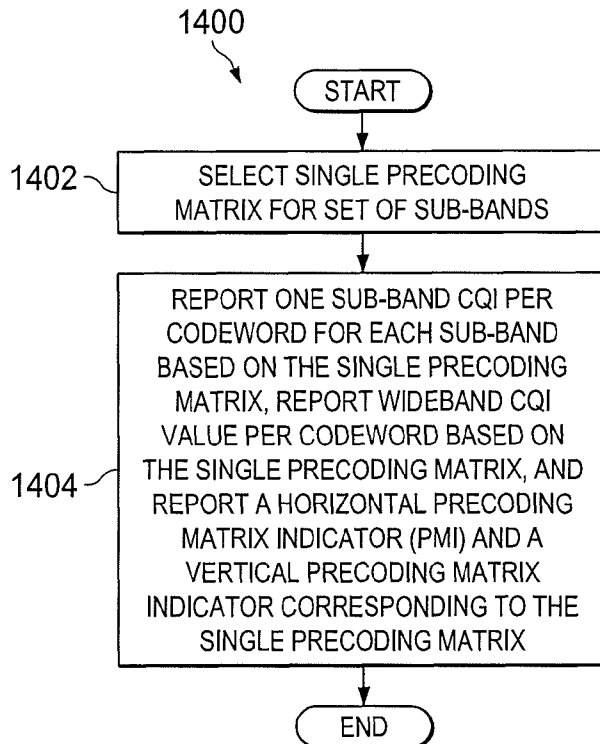 1400
START
1402
SELECT SINGLE PRECODING
MATRIX FOR SET OF SUB-BANDS
REPORT ONE SUB-BAND CQI PER
CODEWORD FOR EACH SUB-BAND
BASED ON THE SINGLE PRECODING
MATRIX, REPORT WIDEBAND CQI
VALUE PER CODEWORD BASED ON
THE SINGLE PRECODING MATRIX, AND
1404
REPORT A HORIZONTAL PRECODING
MATRIX INDICATOR (PMI) AND A
VERTICAL PRECODING MATRIX
INDICATOR CORRESPONDING TO THE
SINGLE PRECODING MATRIX
END